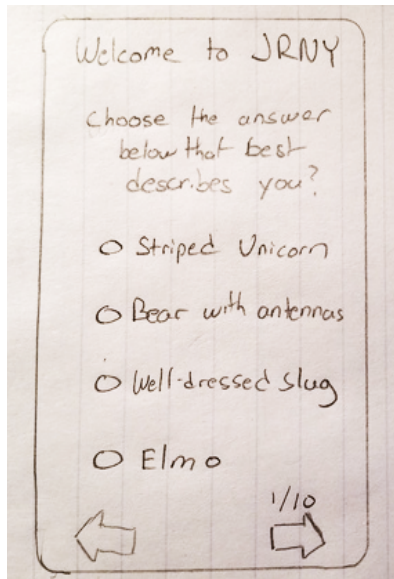 Welcome to JRNY
Choose the answer
below that best
describes you?
Striped Unicorn
Bear with antennas
Well-dressed slug
Elmo
1/10